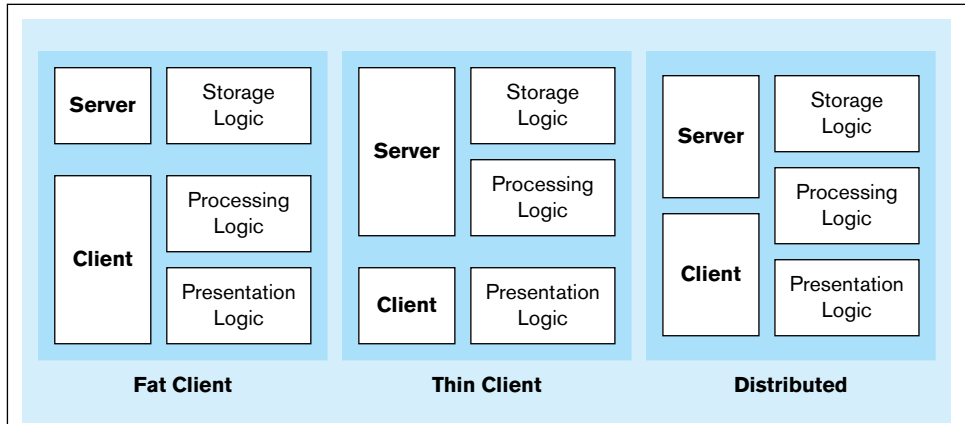 Server
Storage
Logic
Client
Processing
Logic
Presentation
Logic
Fat Client
Server
Storage
Logic
Processing
Logic
Client
Presentation
Logic
Thin Client
Server
Storage
Logic
Processing
Logic
Client
Presentation
Logic
Distributed